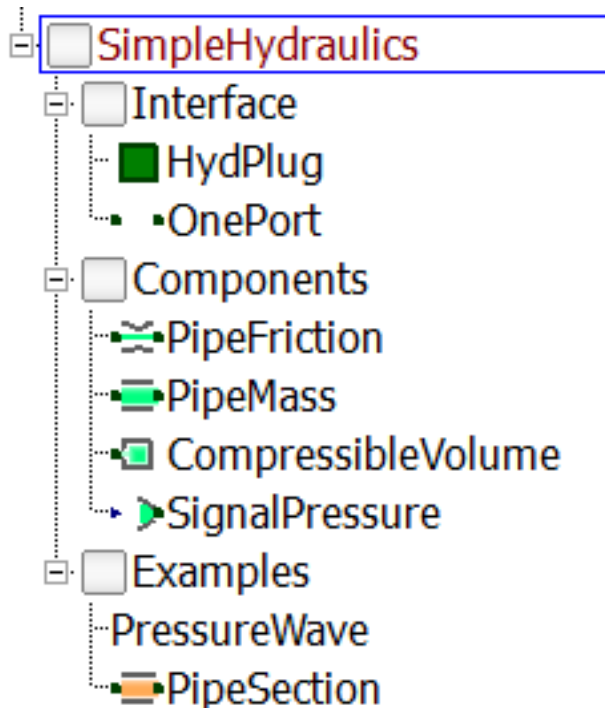 SimpleHydraulics
Interface
HydPlug
OnePort
Components
PipeFriction
PipeMass
CompressibleVolume
SignalPressure
Examples
PressureWave
PipeSection